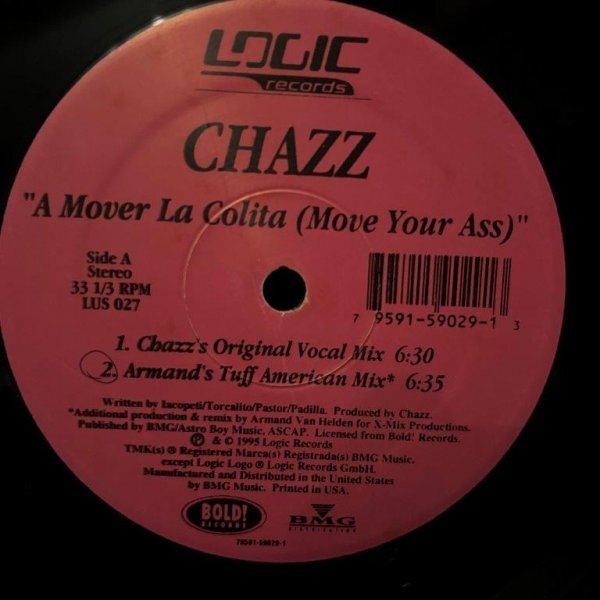 LOGIC
records
CHAZZ
"A Mover La Colita (Move Your Ass)"
Side A
Stereo
33 1/3 RPM
LUS 027
7 9591-59029-1 3
1. Chazz's Original Vocal Mix 6:30
2. Armand's Tuff American Mix* 6:35
Written by Iacopeti/Torcalito/Pastor/Padilla. Produced by Chazz.
*Additional production & remix by Armand Van Helden for X-Mix Productions.
Published by BMG/Astro Boy Music, ASCAP. Licensed from Bold! Records.
℗ & © 1995 Logic Records
TMK(s) ® Registered Marca(s) Registrada(s) BMG Music.
except Logic Logo ® Logic Records GmbH.
Manufactured and Distributed in the United States
by BMG Music. Printed in USA.
BOLD!
RECORDS
BMG
DISTRIBUTION
79591-59029-1